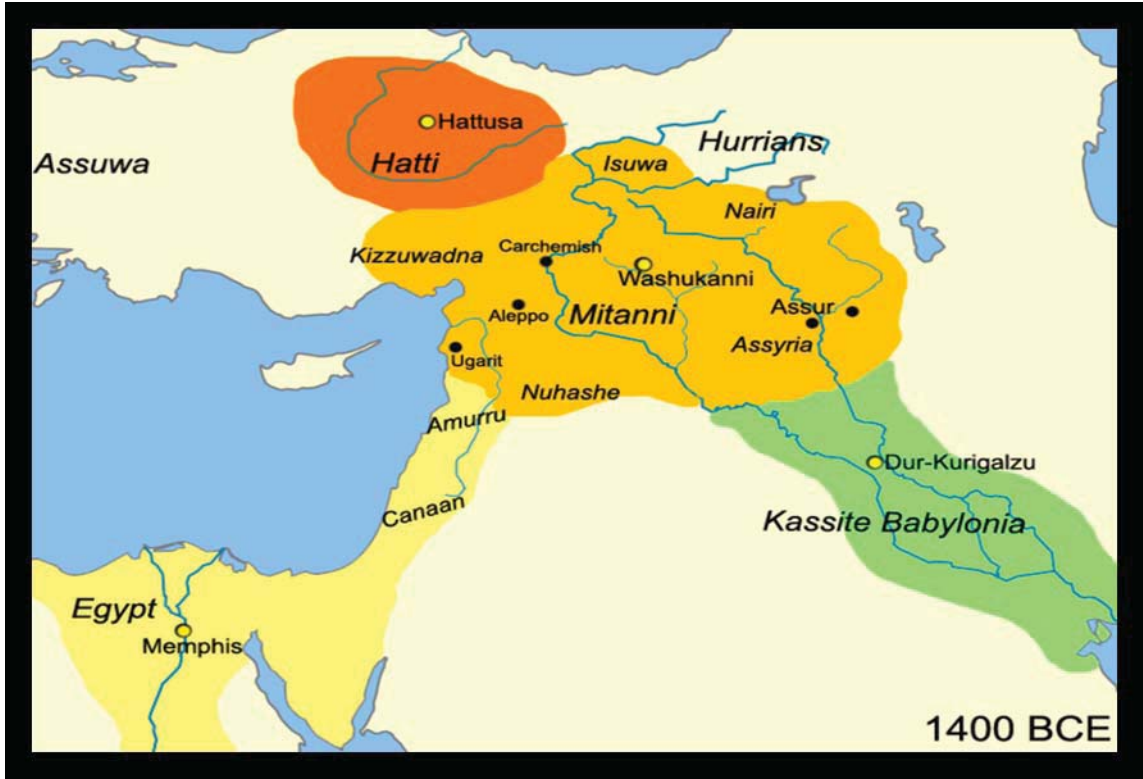 Hattusa
Hatti
Assuwa
Hurrians
Isuwa
Nairi
Kizzuwadna
Carchemish
Washukanni
Aleppo
Mitanni
Assur
Assyria
Ugarit
Nuhashe
Amurru
Canaan
Dur-Kurigalzu
Kassite Babylonia
Egypt
Memphis
1400 BCE